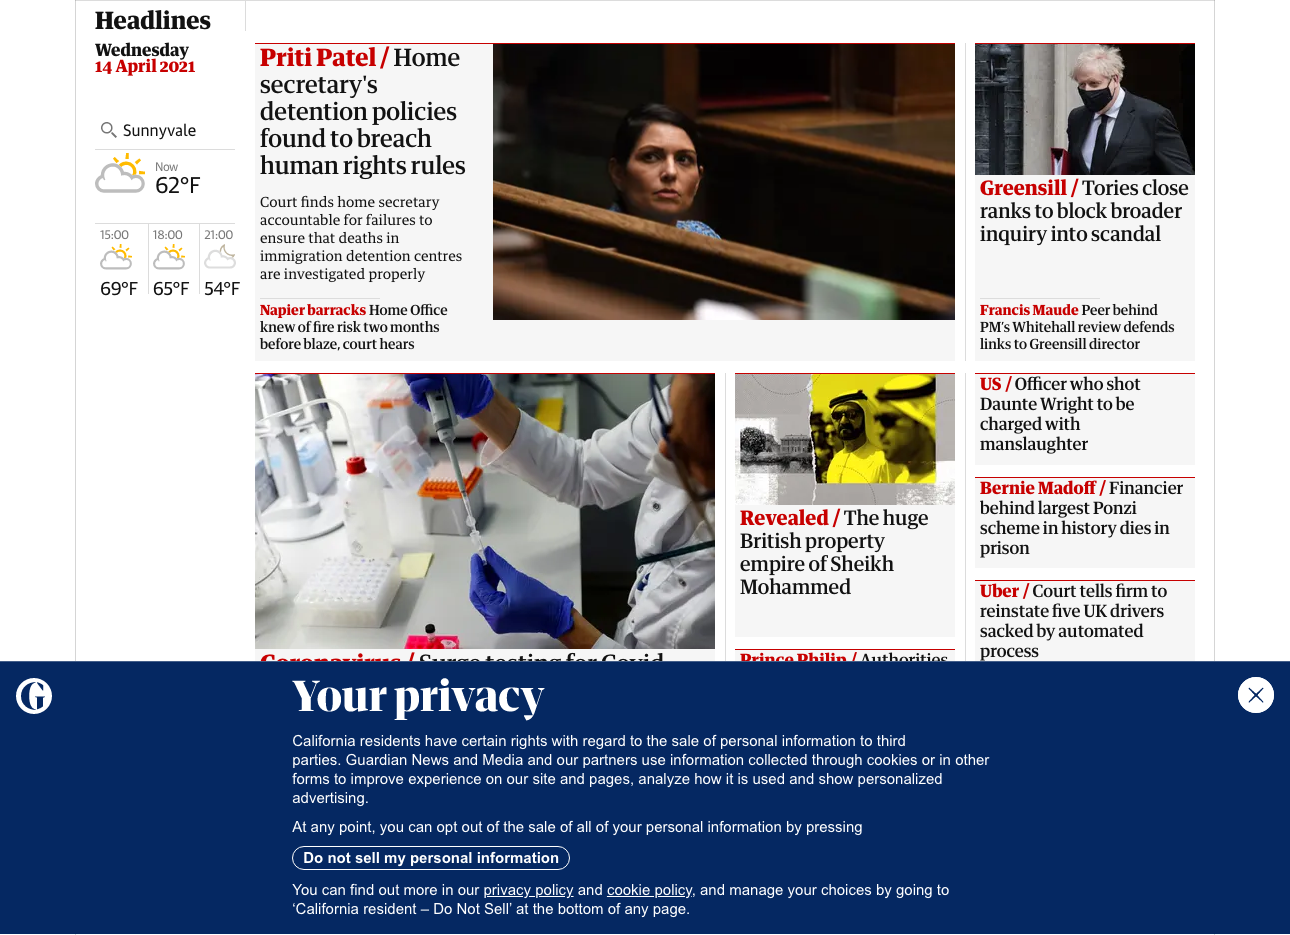 Headlines
Wednesday
14 April 2021
Sunnyvale
Now
62°F
15:00
18:00
21:00
69°F
65°F
54°F
Priti Patel / Home
secretary's
detention policies
found to breach
human rights rules
Court finds home secretary
accountable for failures to
ensure that deaths in
immigration detention centres
are investigated properly
Napier barracks Home Office
knew of fire risk two months
before blaze, court hears
Greensill / Tories close
ranks to block broader
inquiry into scandal
Francis Maude Peer behind
PM's Whitehall review defends
links to Greensill director
Coronavirus / Surge testing for Covid
Revealed / The huge
British property
empire of Sheikh
Mohammed
Prince Philip / Authorities
US / Officer who shot
Daunte Wright to be
charged with
manslaughter
Bernie Madoff / Financier
behind largest Ponzi
scheme in history dies in
prison
Uber / Court tells firm to
reinstate five UK drivers
sacked by automated
process
Your privacy
California residents have certain rights with regard to the sale of personal information to third
parties. Guardian News and Media and our partners use information collected through cookies or in other
forms to improve experience on our site and pages, analyze how it is used and show personalized
advertising.
At any point, you can opt out of the sale of all of your personal information by pressing
Do not sell my personal information
You can find out more in our privacy policy and cookie policy, and manage your choices by going to
‘California resident – Do Not Sell’ at the bottom of any page.